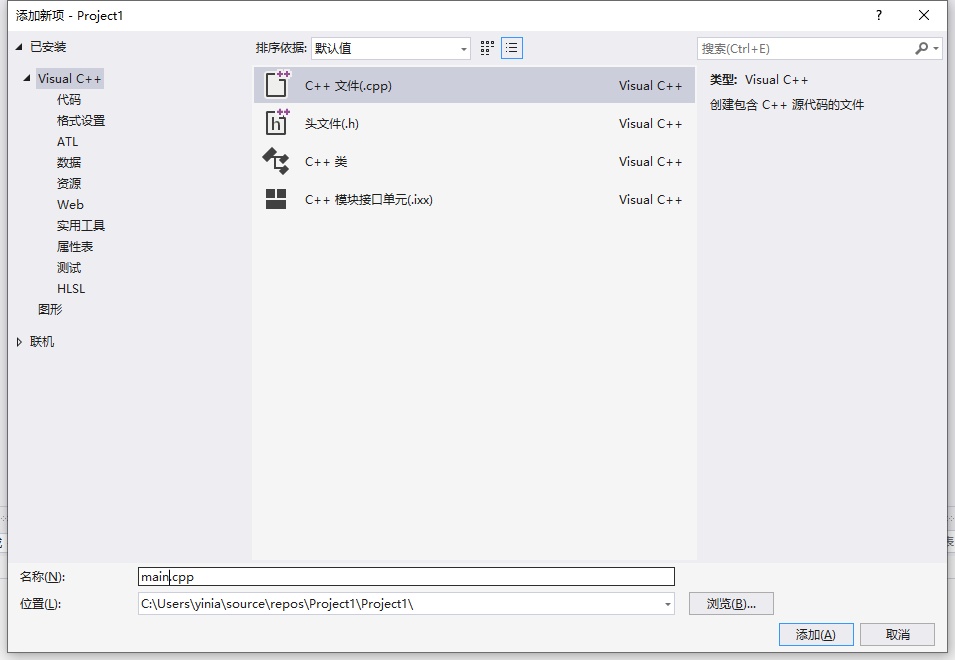 添加新项 - Project1
?
已安装
排序依据: 默认值
搜索(Ctrl+E)
Visual C++
代码
格式设置
ATL
数据
资源
Web
实用工具
属性表
测试
HLSL
图形
联机
C++ 文件(.cpp) Visual C++
头文件(.h) Visual C++
C++ 类 Visual C++
C++ 模块接口单元(.ixx) Visual C++
类型: Visual C++
创建包含 C++ 源代码的文件
名称(N): main.cpp
位置(L): C:\Users\yinia\source\repos\Project1\Project1\
浏览(B)...
添加(A) 取消